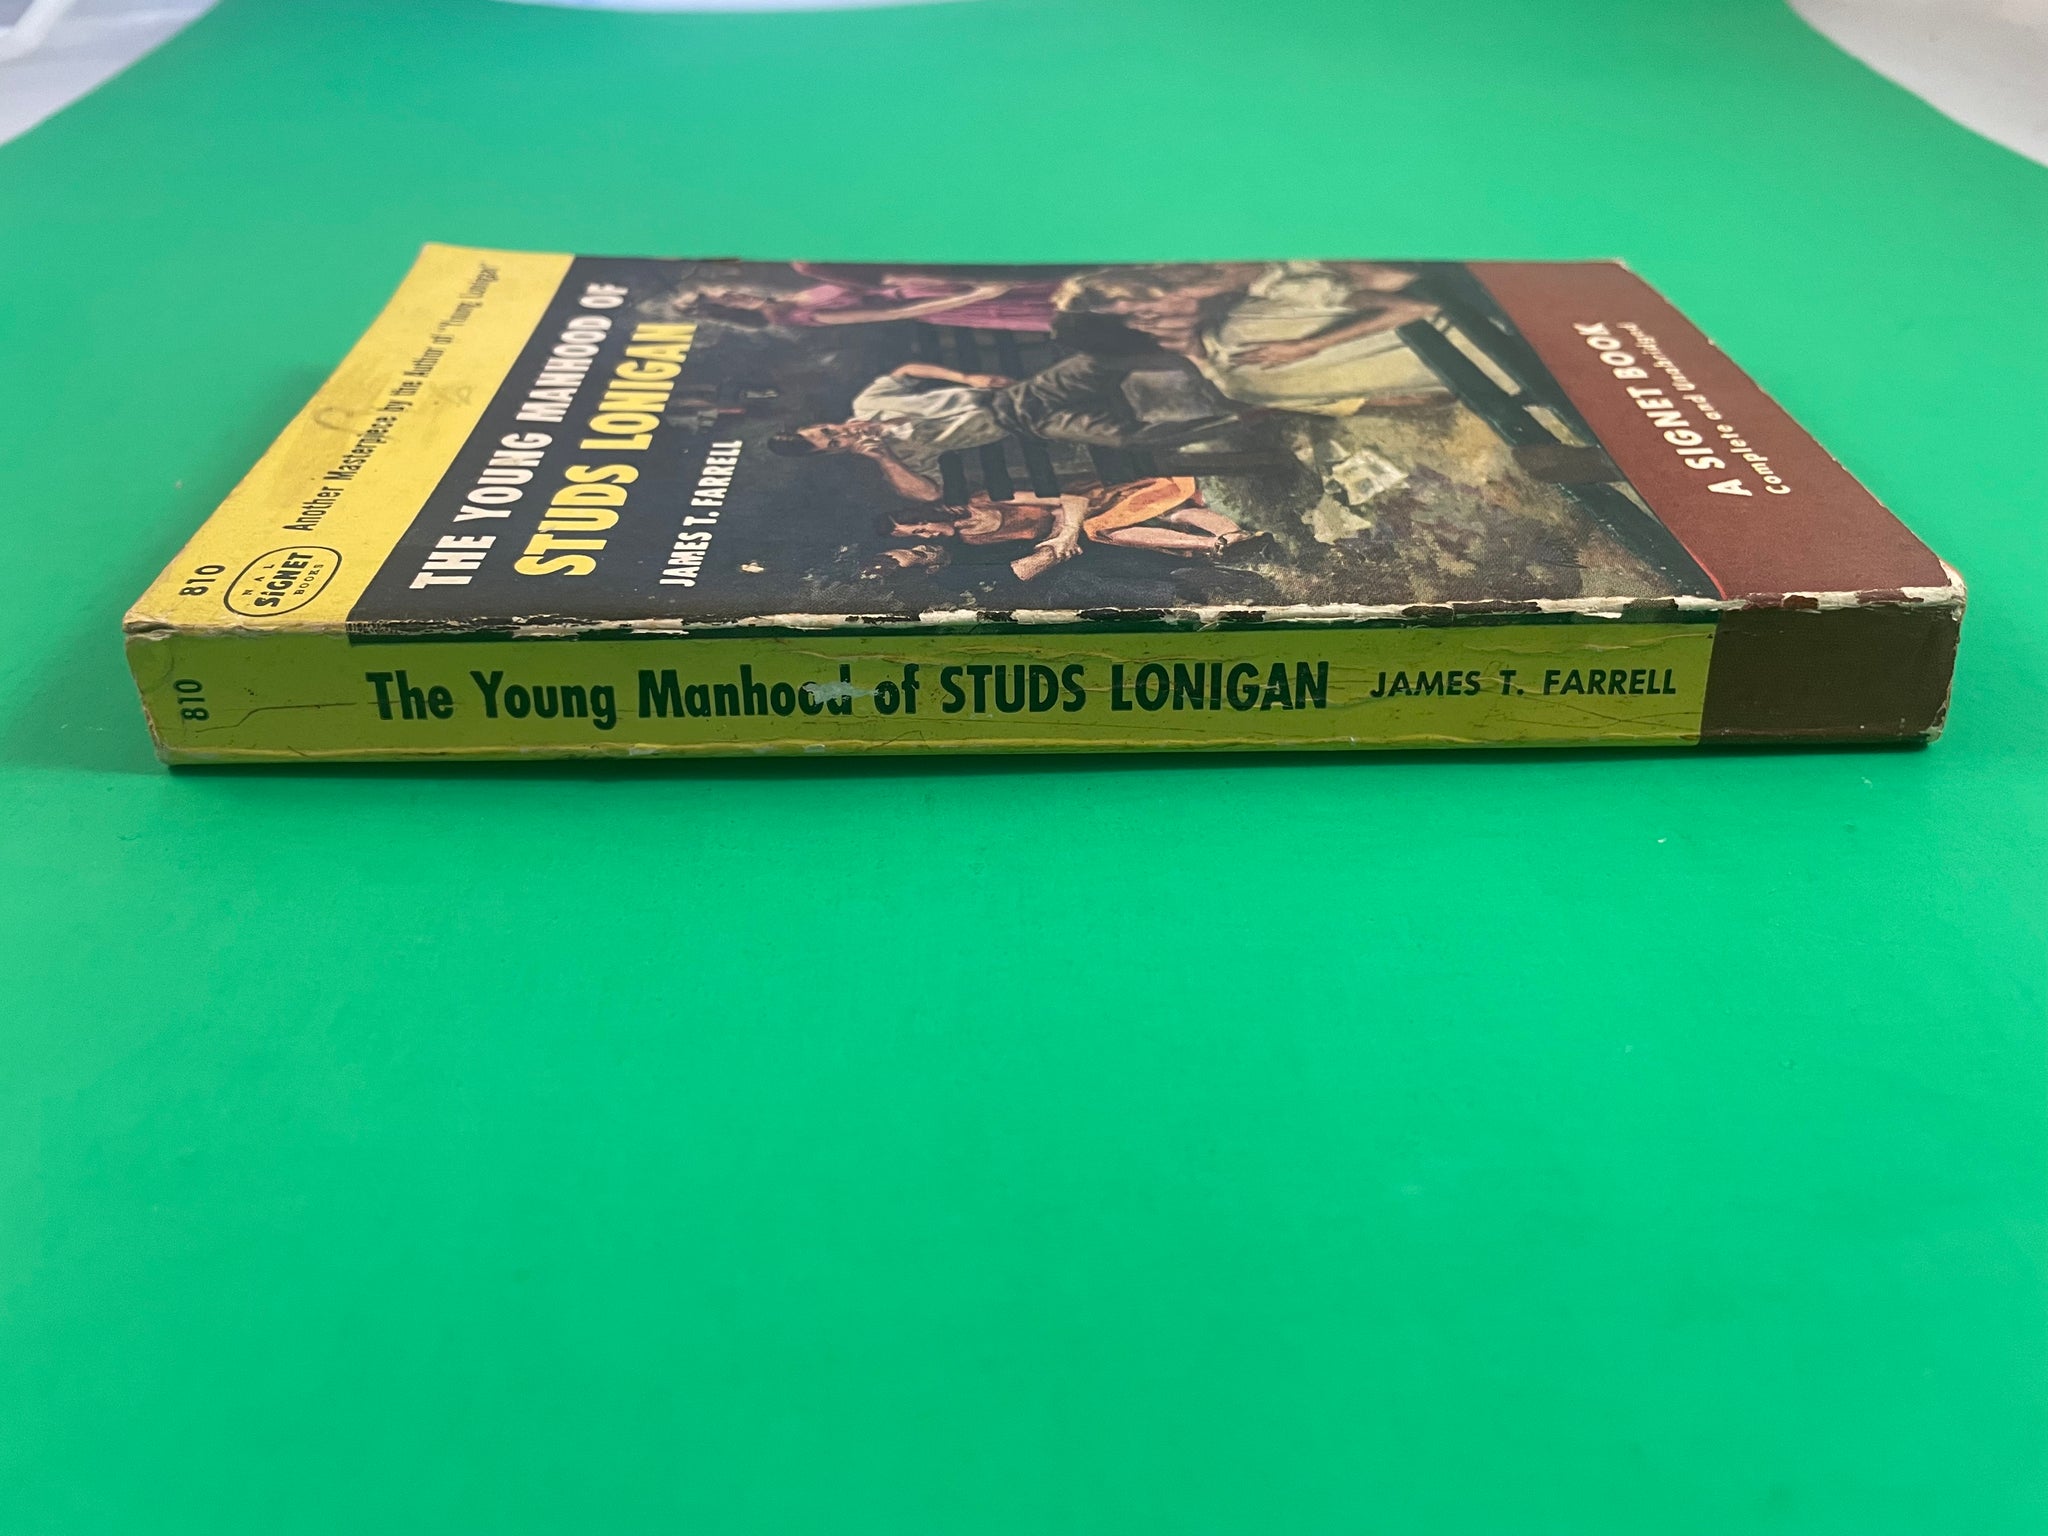 810
NAL
SIGNET
BOOKS
Another Masterpiece by the Author of "Young Lonigan"
THE YOUNG MANHOOD OF
STUDS LONIGAN
JAMES T. FARRELL
A SIGNET BOOK
Complete and Unabridged
810
The Young Manhood of STUDS LONIGAN JAMES T. FARRELL